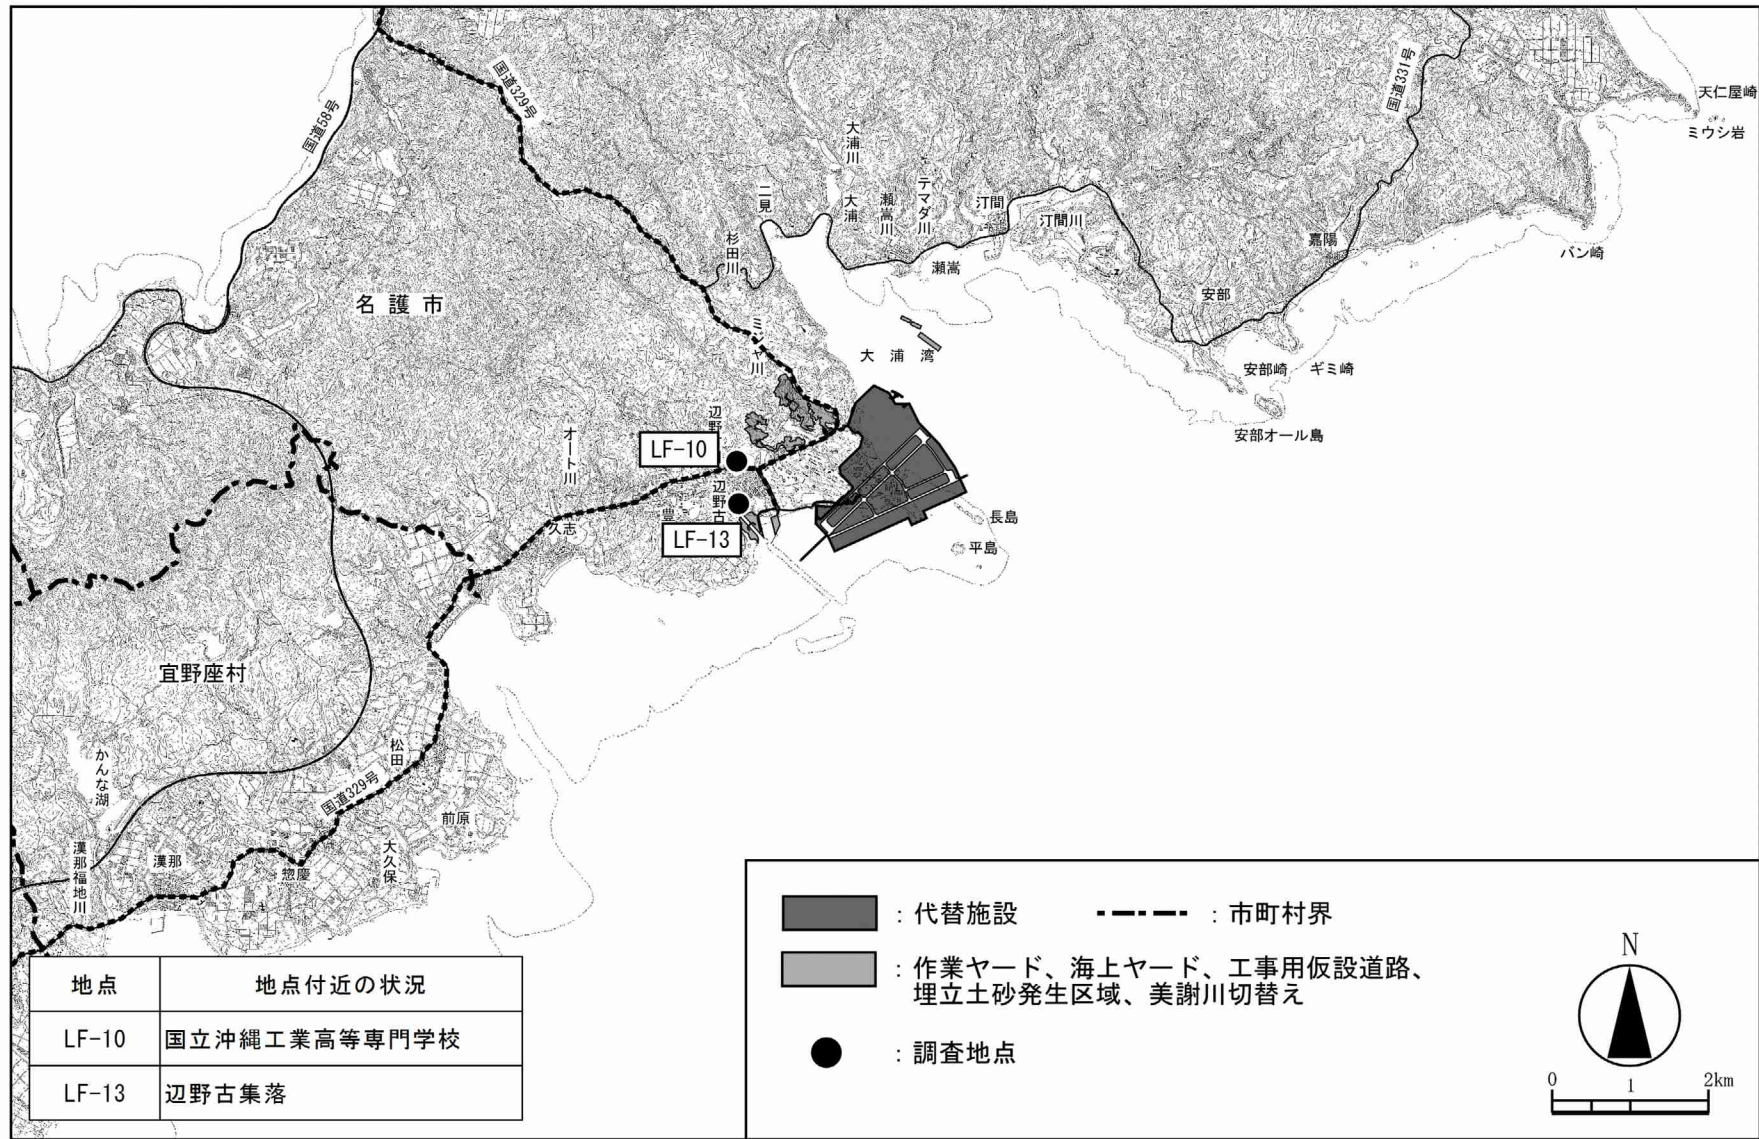 国道58号
国道329号
国道331号
天仁屋崎
ミウシ岩
大浦川
二見
大浦
瀬嵩川
テマダ川
汀間
汀間川
嘉陽
バン崎
杉田川
瀬嵩
安部
名護市
ミジャ川
大浦湾
安部崎
ギミ崎
安部オール島
オート川
辺野
LF-10
辺野古
豊
久志
LF-13
長島
平島
宜野座村
かんな湖
松田
国道329号
前原
大久保
漢那福地川
漢那
惣慶
地点
地点付近の状況
LF-10
国立沖縄工業高等専門学校
LF-13
辺野古集落
：代替施設
：市町村界
：作業ヤード、海上ヤード、工事用仮設道路、
埋立土砂発生区域、美謝川切替え
：調査地点
N
0 1 2km